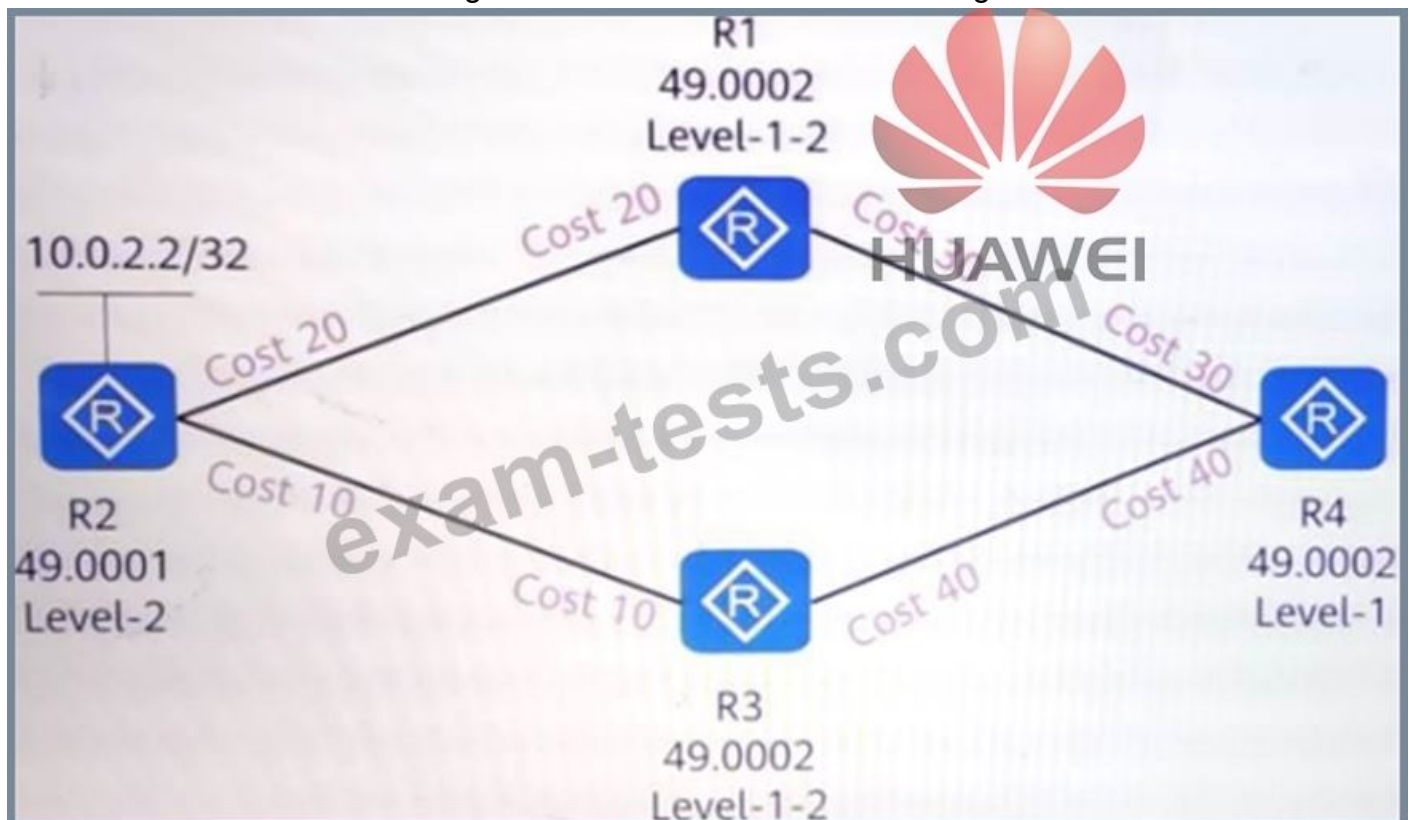 R1
49.0002
Level-1-2
Cost 20
Cost 30
HUAWEI
10.0.2.2/32
Cost 20
Cost 30
exam-tests.com
R
R
R
R
Cost 10
Cost 40
R2
49.0001
Level-2
R4
49.0002
Level-1
Cost 10
Cost 40
R3
49.0002
Level-1-2